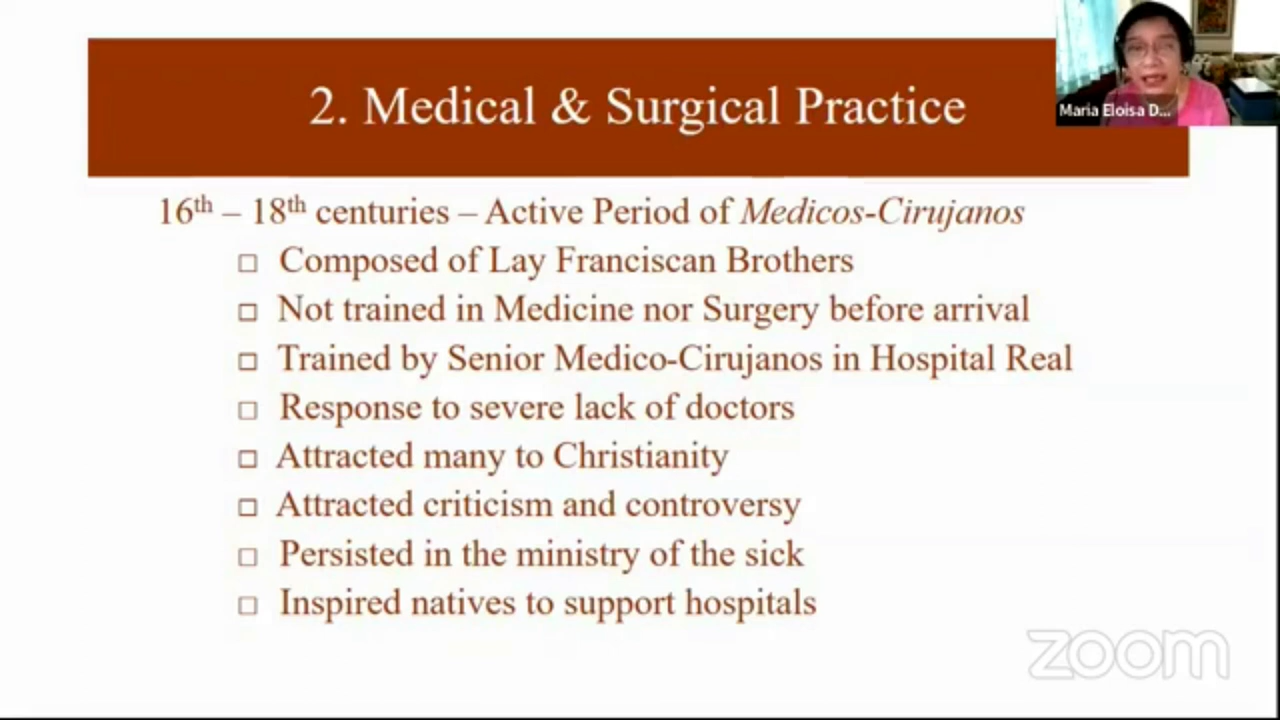 2. Medical & Surgical Practice
Maria Eloisa D...
16th – 18th centuries – Active Period of Medicos-Cirujanos
□ Composed of Lay Franciscan Brothers
□ Not trained in Medicine nor Surgery before arrival
□ Trained by Senior Medico-Cirujanos in Hospital Real
□ Response to severe lack of doctors
□ Attracted many to Christianity
□ Attracted criticism and controversy
□ Persisted in the ministry of the sick
□ Inspired natives to support hospitals
zoom